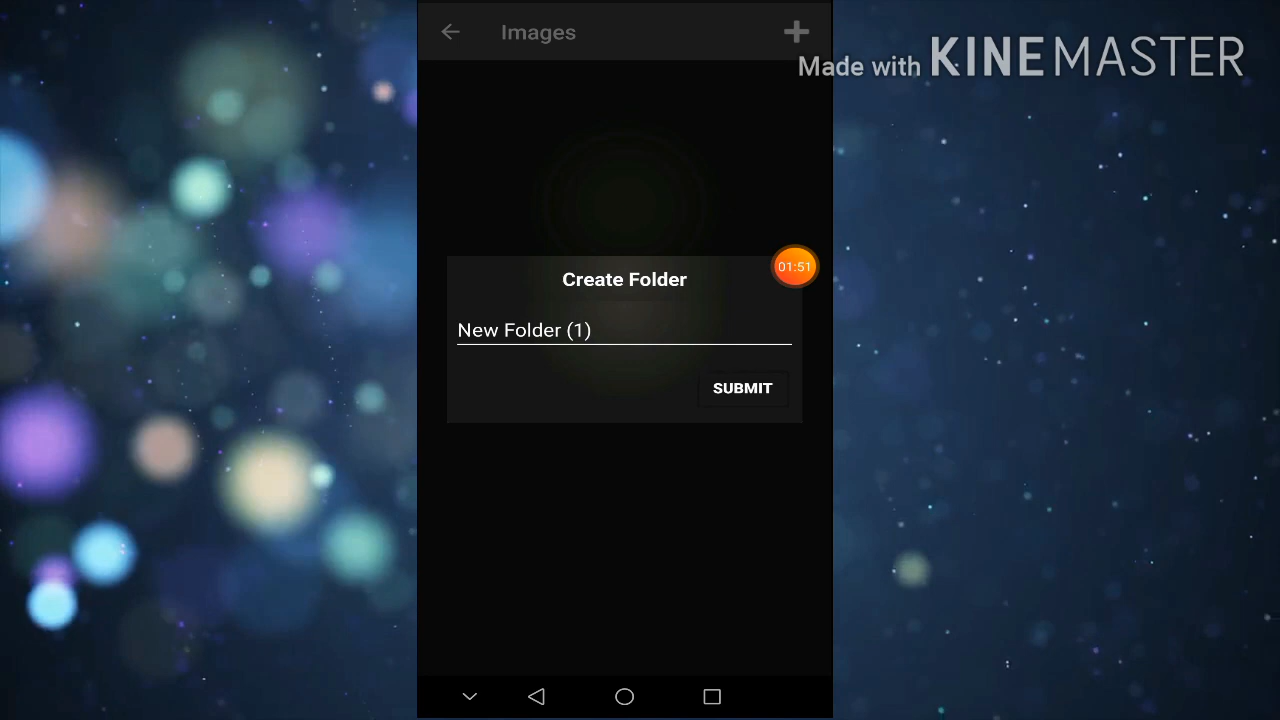 Images
Made with KINEMASTER
Create Folder
01:51
New Folder (1)
SUBMIT